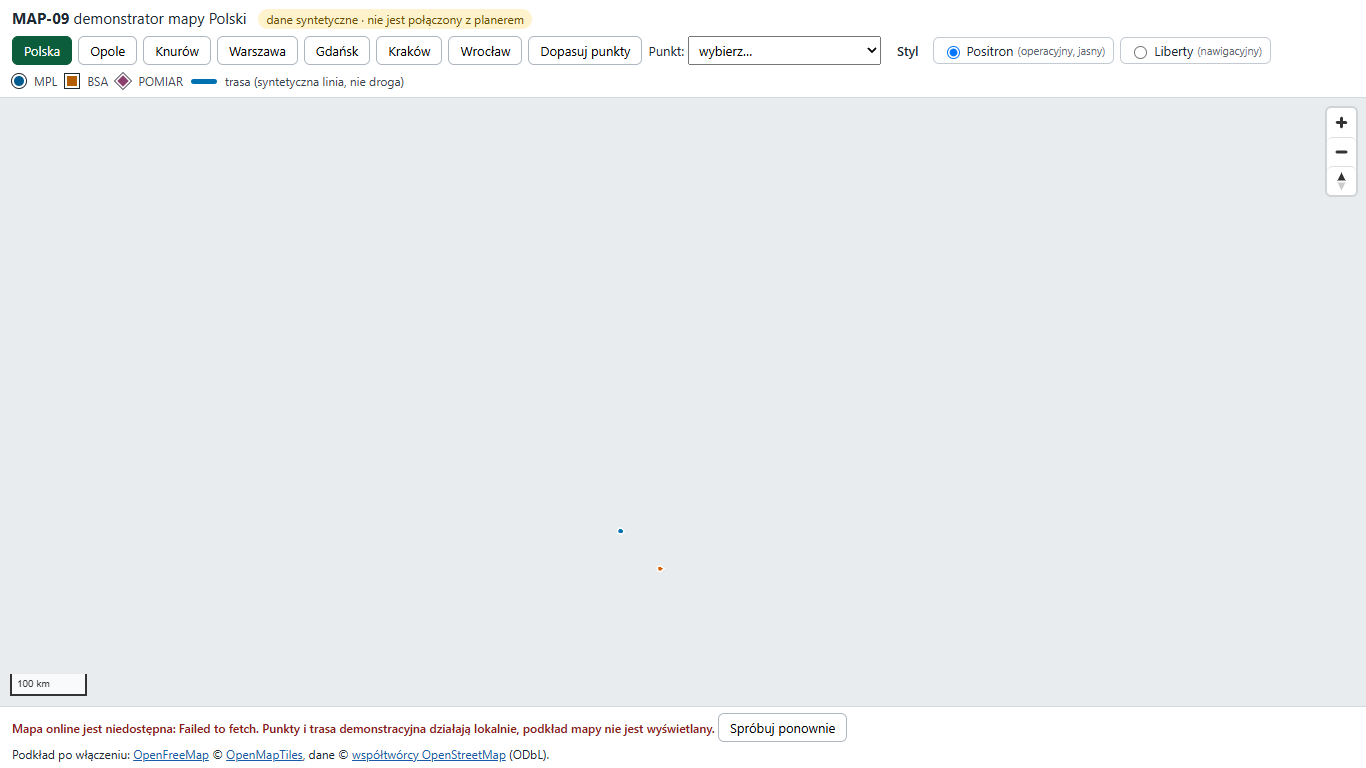 MAP-09 demonstrator mapy Polski dane syntetyczne · nie jest połączony z planerem
Polska Opole Knurów Warszawa Gdańsk Kraków Wrocław Dopasuj punkty Punkt: wybierz... Styl Positron (operacyjny, jasny) Liberty (nawigacyjny)
MPL BSA POMIAR trasa (syntetyczna linia, nie droga)
100 km
Mapa online jest niedostępna: Failed to fetch. Punkty i trasa demonstracyjna działają lokalnie, podkład mapy nie jest wyświetlany. Spróbuj ponownie
Podkład po włączeniu: OpenFreeMap © OpenMapTiles, dane © współtwórcy OpenStreetMap (ODbL).